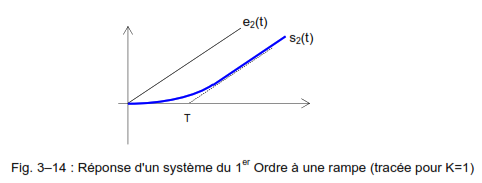 e₂(t)
s₂(t)
T
Fig. 3–14 : Réponse d'un système du 1er Ordre à une rampe (tracée pour K=1)